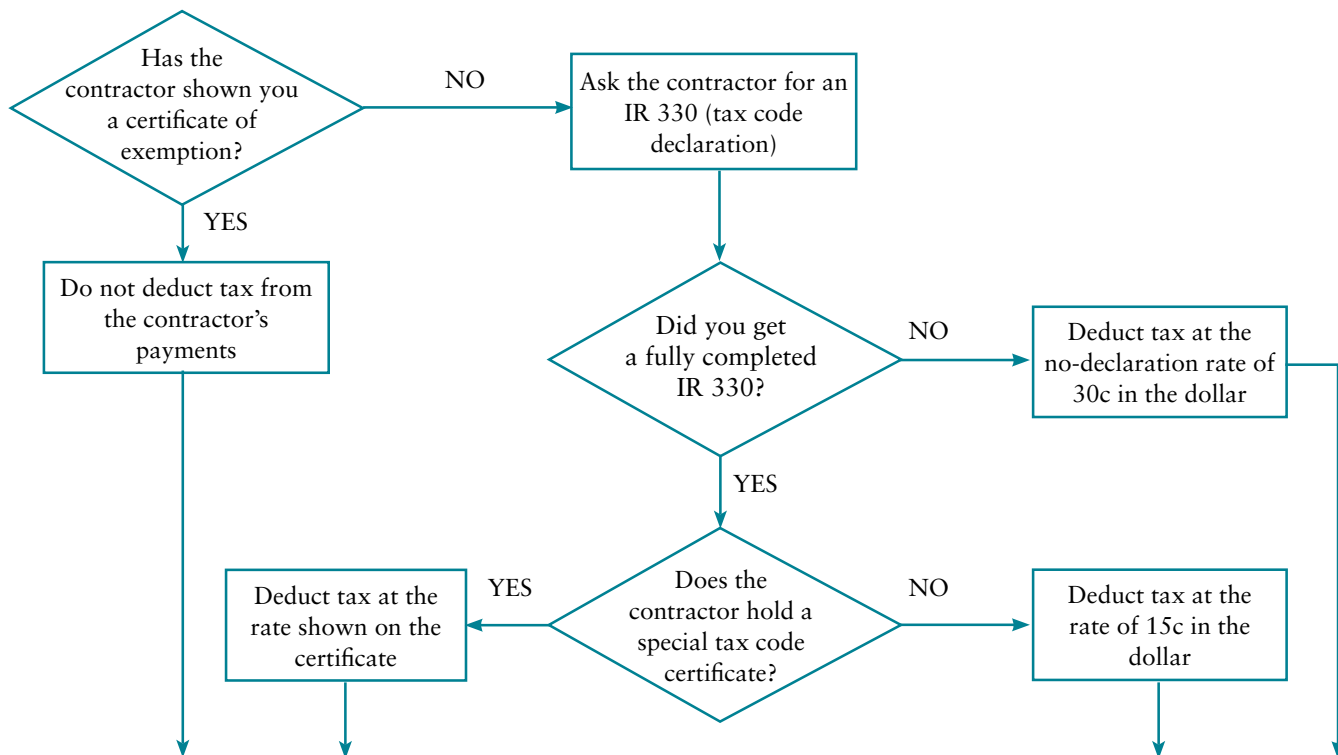 Has the
contractor shown you
a certificate of
exemption?
NO
Ask the contractor for an
IR 330 (tax code
declaration)
YES
Do not deduct tax from
the contractor’s
payments
Did you get
a fully completed
IR 330?
NO
Deduct tax at the
no-declaration rate of
30c in the dollar
YES
Does the
contractor hold a
special tax code
certificate?
YES
Deduct tax at the
rate shown on the
certificate
NO
Deduct tax at the
rate of 15c in the
dollar